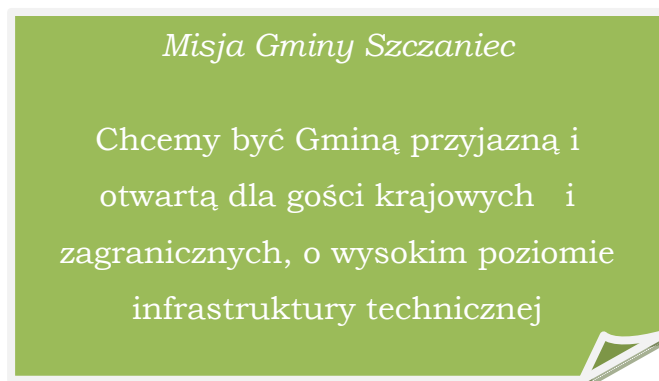 Misja Gminy Szczaniec
Chcemy być Gminą przyjazną i
otwartą dla gości krajowych i
zagranicznych, o wysokim poziomie
infrastruktury technicznej